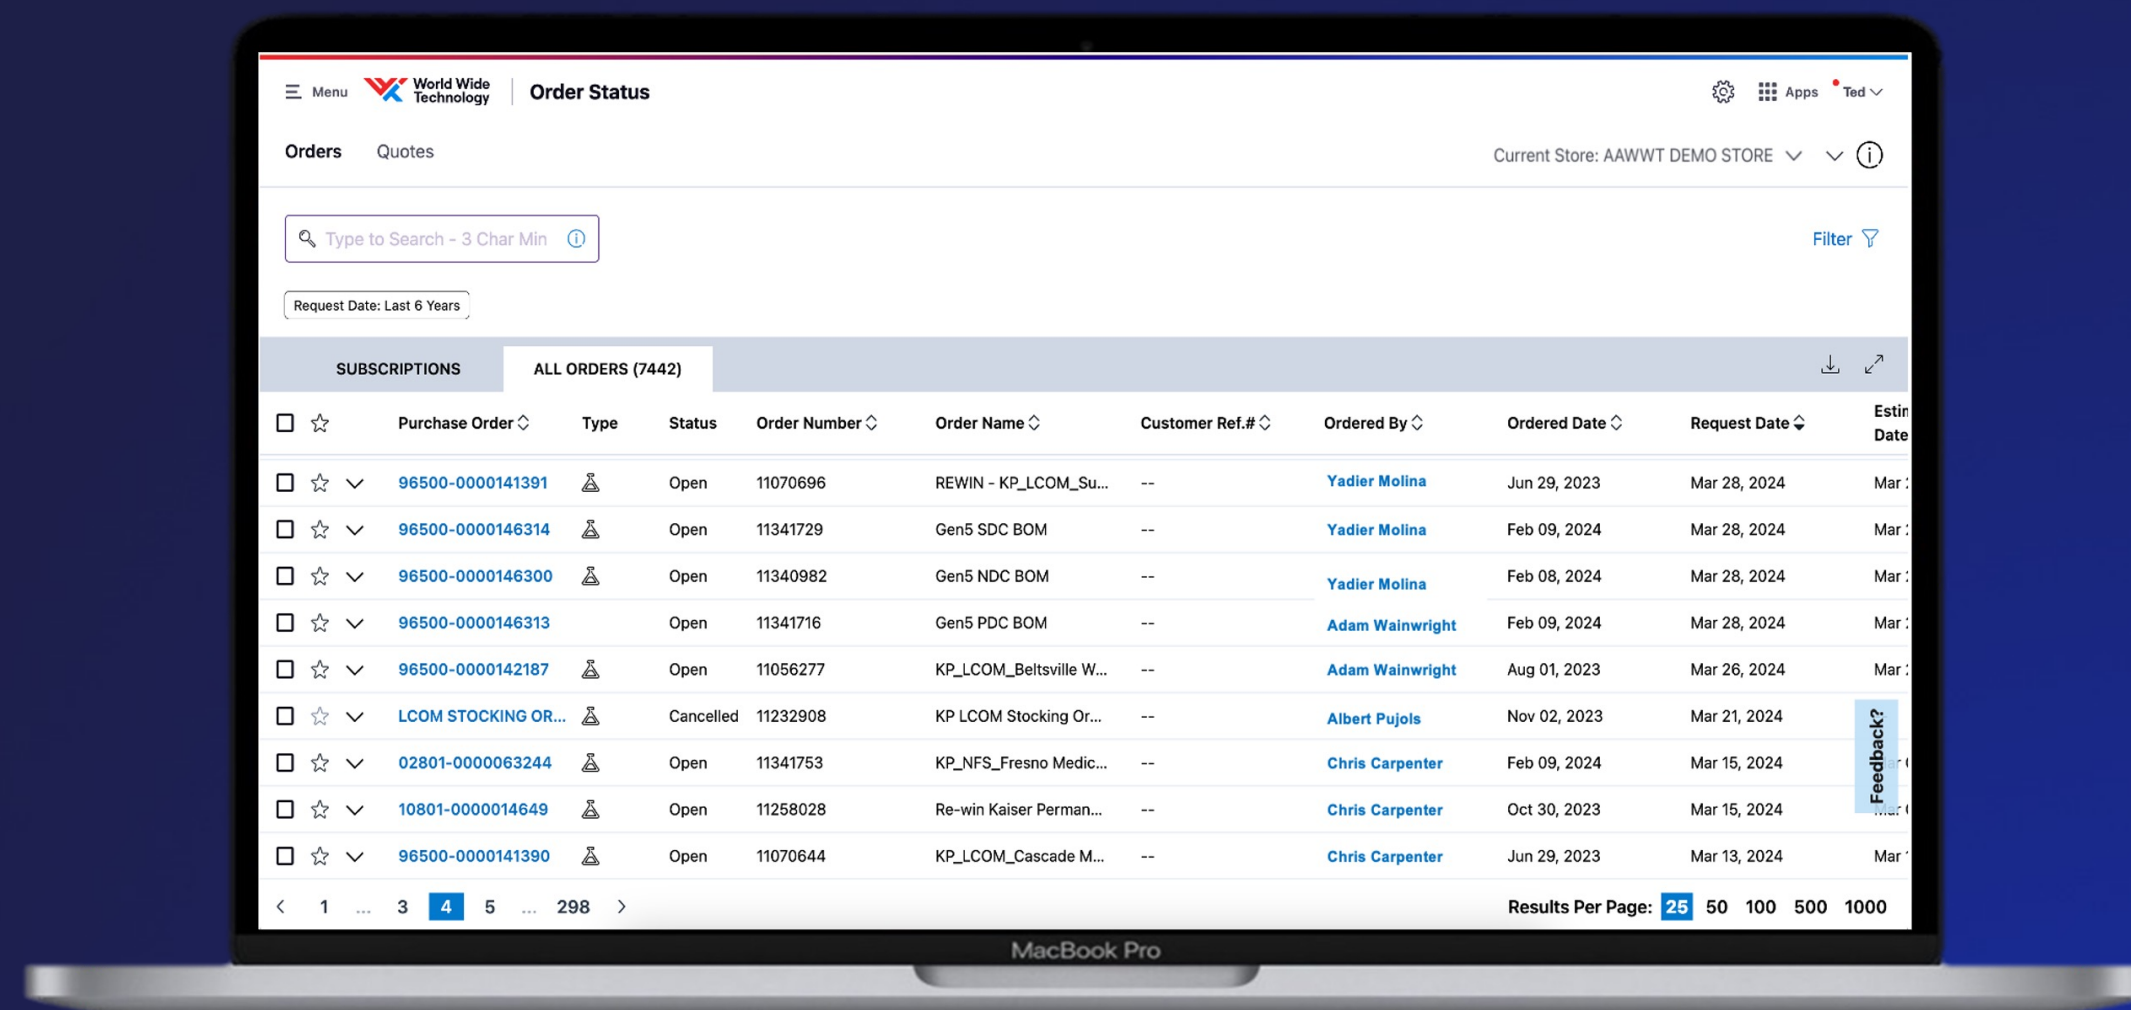 Menu World Wide Technology Order Status Apps Ted
Orders Quotes Current Store: AAWWT DEMO STORE
Type to Search - 3 Char Min Filter
Request Date: Last 6 Years
SUBSCRIPTIONS ALL ORDERS (7442)
Purchase Order Type Status Order Number Order Name Customer Ref.# Ordered By Ordered Date Request Date Date
96500-0000141391 Open 11070696 REWIN - KP_LCOM_Su... -- Yadier Molina Jun 29, 2023 Mar 28, 2024 Mar
96500-0000146314 Open 11341729 Gen5 SDC BOM -- Yadier Molina Feb 09, 2024 Mar 28, 2024 Mar
96500-0000146300 Open 11340982 Gen5 NDC BOM -- Yadier Molina Feb 08, 2024 Mar 28, 2024 Mar
96500-0000146313 Open 11341716 Gen5 PDC BOM -- Adam Wainwright Feb 09, 2024 Mar 28, 2024 Mar
96500-0000142187 Open 11056277 KP_LCOM_Beltsville W... -- Adam Wainwright Aug 01, 2023 Mar 26, 2024 Mar
LCOM STOCKING OR... Cancelled 11232908 KP LCOM Stocking Or... -- Albert Pujols Nov 02, 2023 Mar 21, 2024
02801-0000063244 Open 11341753 KP_NFS_Fresno Medic... -- Chris Carpenter Feb 09, 2024 Mar 15, 2024
10801-0000014649 Open 11258028 Re-win Kaiser Perman... -- Chris Carpenter Oct 30, 2023 Mar 15, 2024
96500-0000141390 Open 11070644 KP_LCOM_Cascade M... -- Chris Carpenter Jun 29, 2023 Mar 13, 2024 Mar
Feedback?
1 ... 3 4 5 ... 298 Results Per Page: 25 50 100 500 1000
MacBook Pro